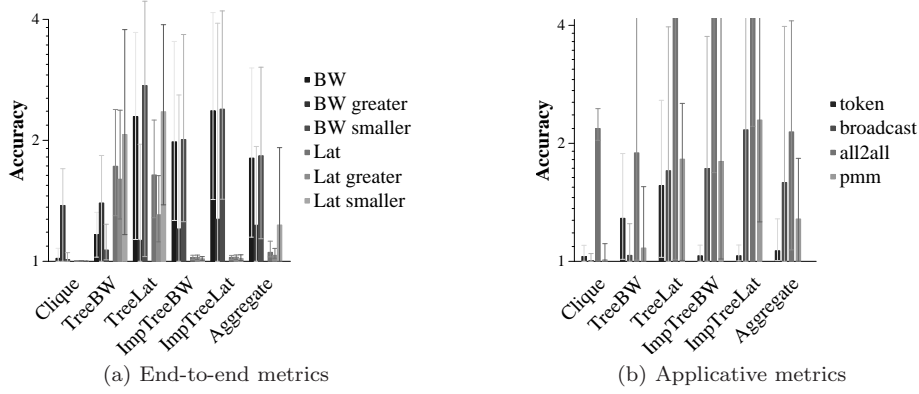 Accuracy
4
2
1
Clique
TreeBW
TreeLat
ImpTreeBW
ImpTreeLat
Aggregate
BW
BW greater
BW smaller
Lat
Lat greater
Lat smaller
(a) End-to-end metrics
Accuracy
4
2
1
Clique
TreeBW
TreeLat
ImpTreeBW
ImpTreeLat
Aggregate
token
broadcast
all2all
pmm
(b) Applicative metrics